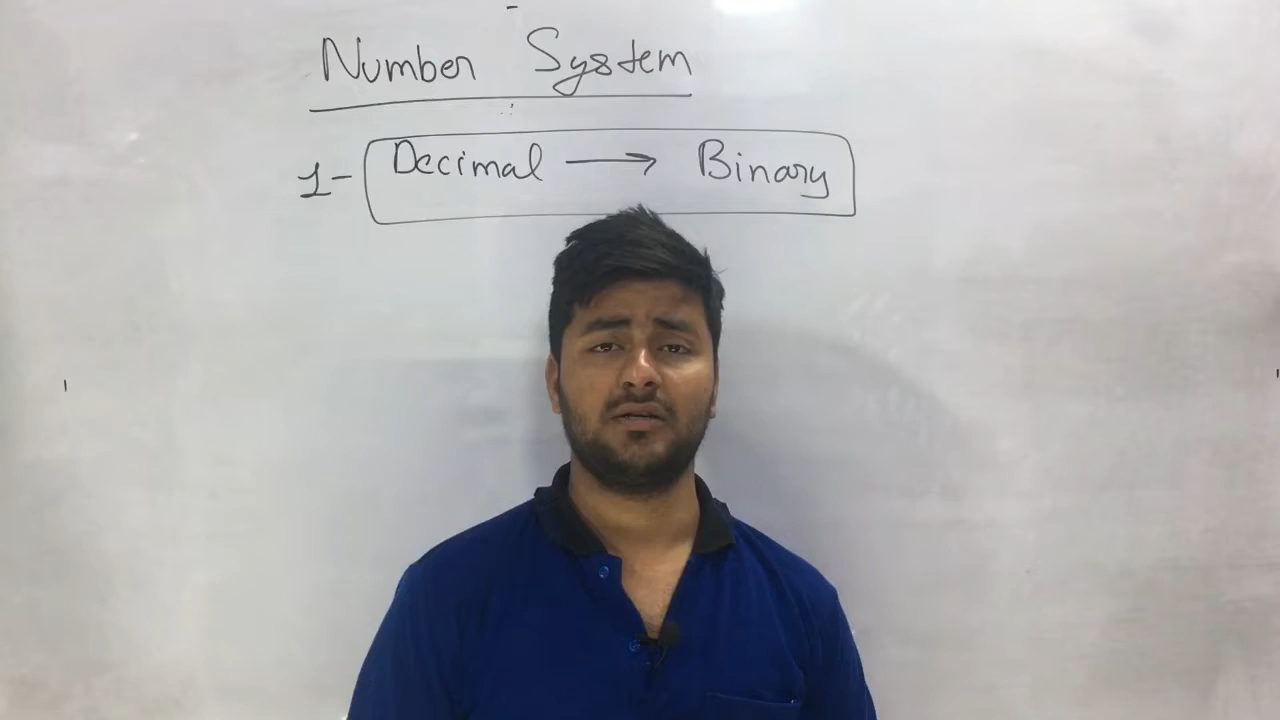 Number System
1- Decimal → Binary